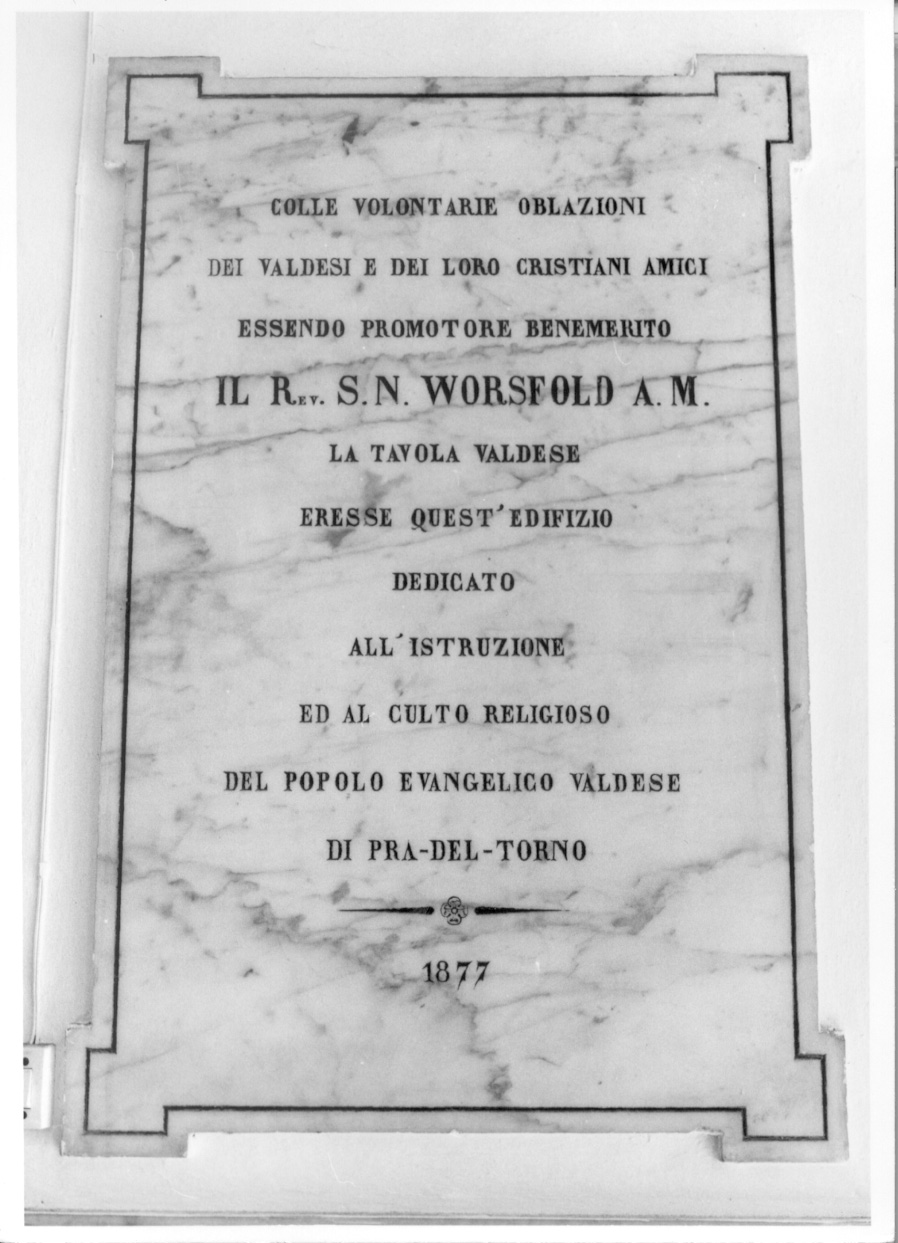 COLLE VOLONTARIE OBLAZIONI
DEI VALDESI E DEI LORO CRISTIANI AMICI
ESSENDO PROMOTORE BENEMERITO
IL REV. S. N. WORSFOLD A. M.
LA TAVOLA VALDESE
ERESSE QUEST'EDIFIZIO
DEDICATO
ALL'ISTRUZIONE
ED AL CULTO RELIGIOSO
DEL POPOLO EVANGELICO VALDESE
DI PRA-DEL-TORNO
1877